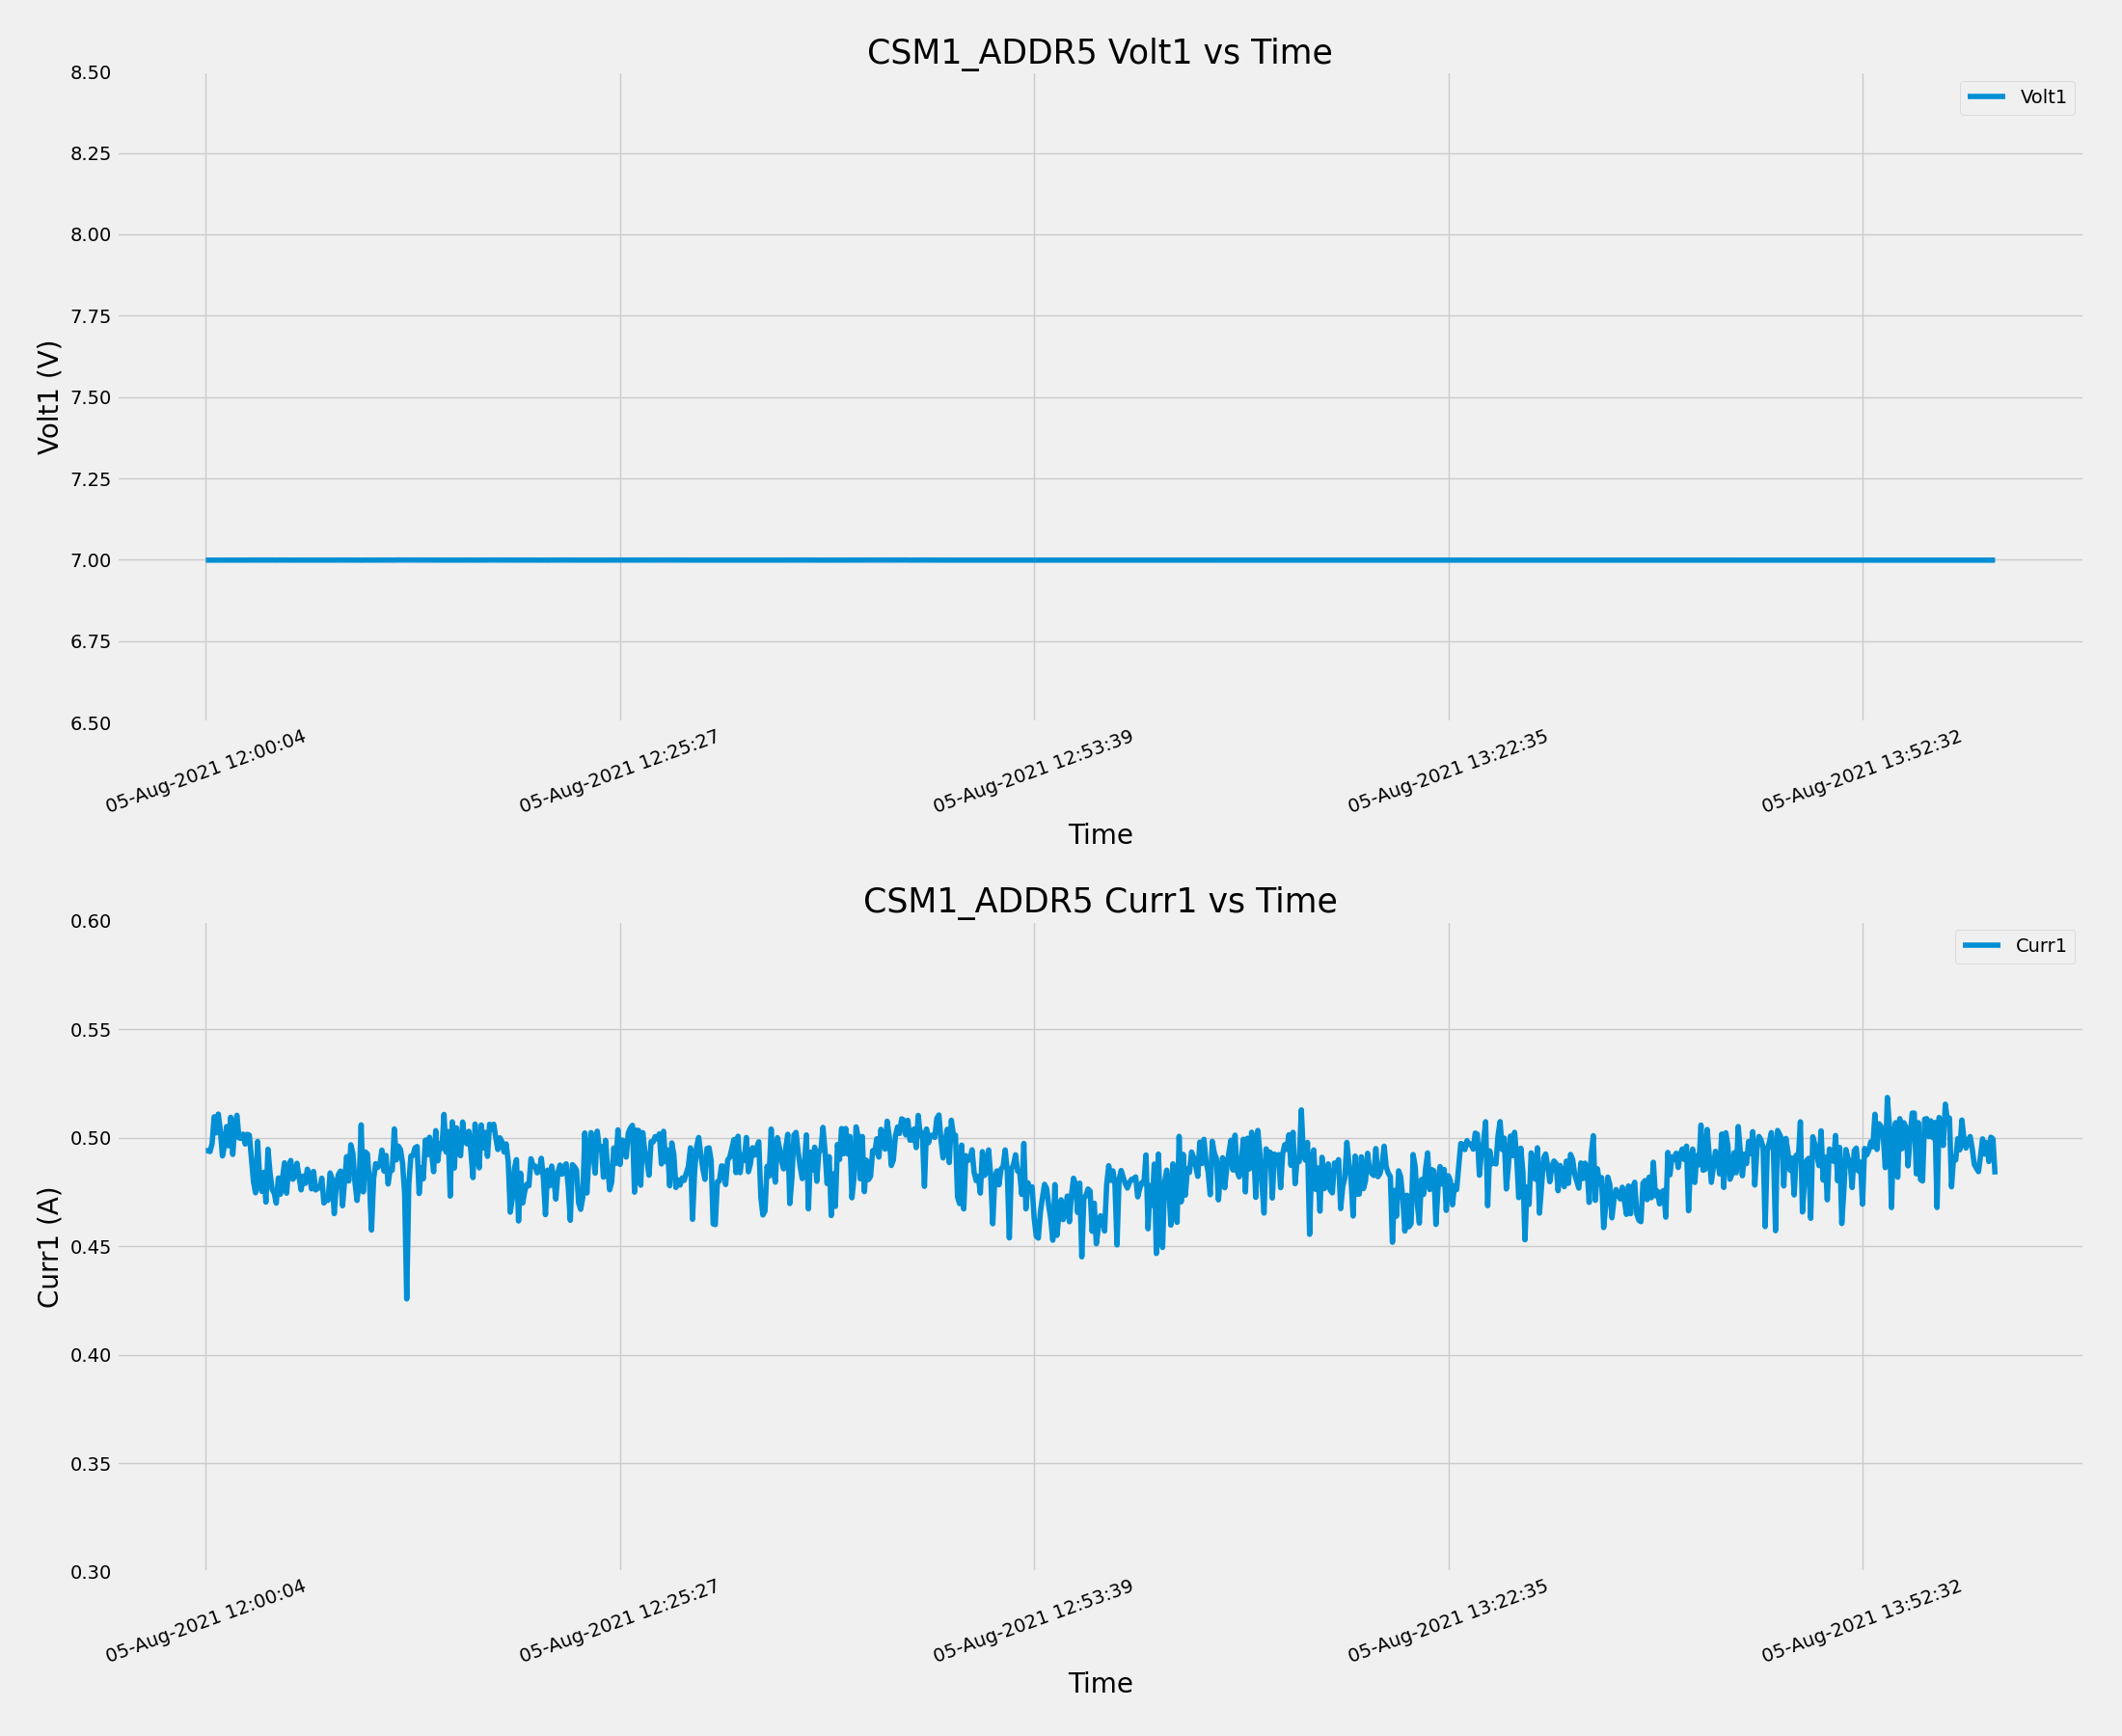 CSM1_ADDR5 Volt1 vs Time
8.50
8.25
8.00
7.75
7.50
7.25
7.00
6.75
6.50
Volt1 (V)
Volt1
05-Aug-2021 12:00:04
05-Aug-2021 12:25:27
05-Aug-2021 12:53:39
05-Aug-2021 13:22:35
05-Aug-2021 13:52:32
Time
CSM1_ADDR5 Curr1 vs Time
0.60
0.55
0.50
0.45
0.40
0.35
0.30
Curr1 (A)
Curr1
05-Aug-2021 12:00:04
05-Aug-2021 12:25:27
05-Aug-2021 12:53:39
05-Aug-2021 13:22:35
05-Aug-2021 13:52:32
Time